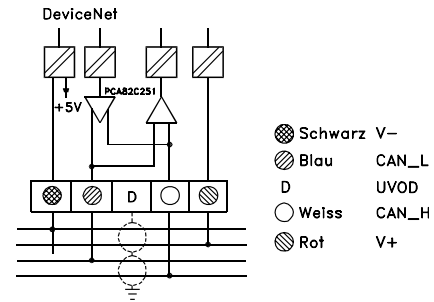 DeviceNet
PCA82C251
+5V
Schwarz V-
Blau CAN_L
D UVOD
Weiss CAN_H
Rot V+
D